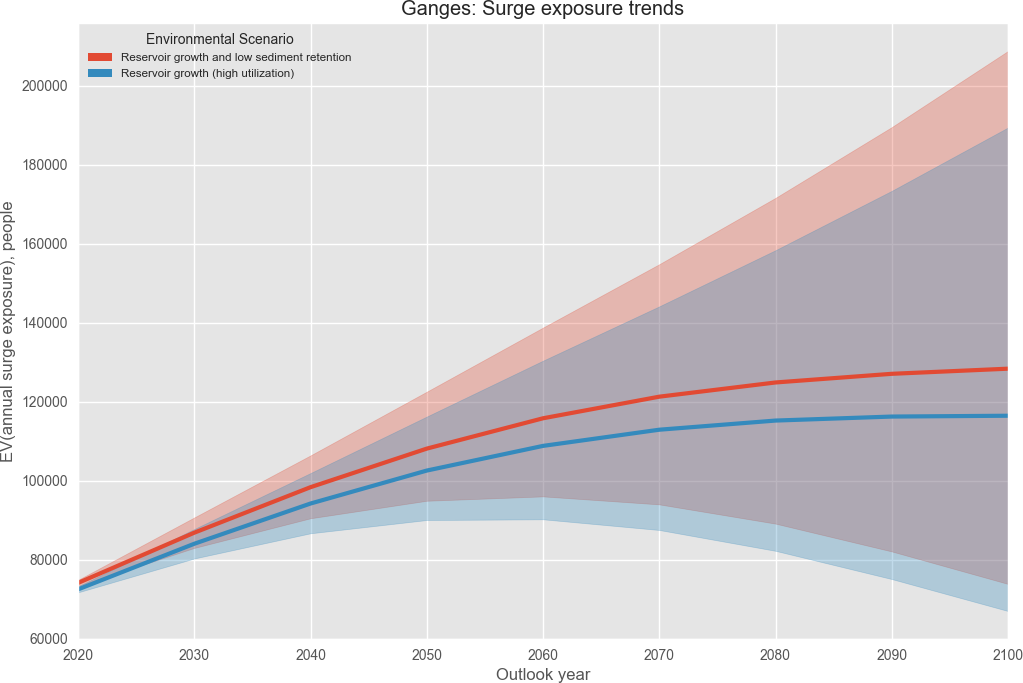 Ganges: Surge exposure trends
Environmental Scenario
Reservoir growth and low sediment retention
Reservoir growth (high utilization)
EV(annual surge exposure), people
200000
180000
160000
140000
120000
100000
80000
60000
2020 2030 2040 2050 2060 2070 2080 2090 2100
Outlook year